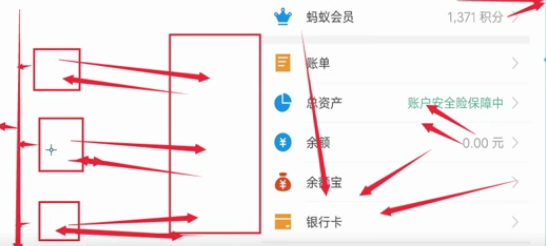 蚂蚁会员 1,371 积分
账单
总资产 账户安全险保障中
余额 0.00 元
余额宝
银行卡